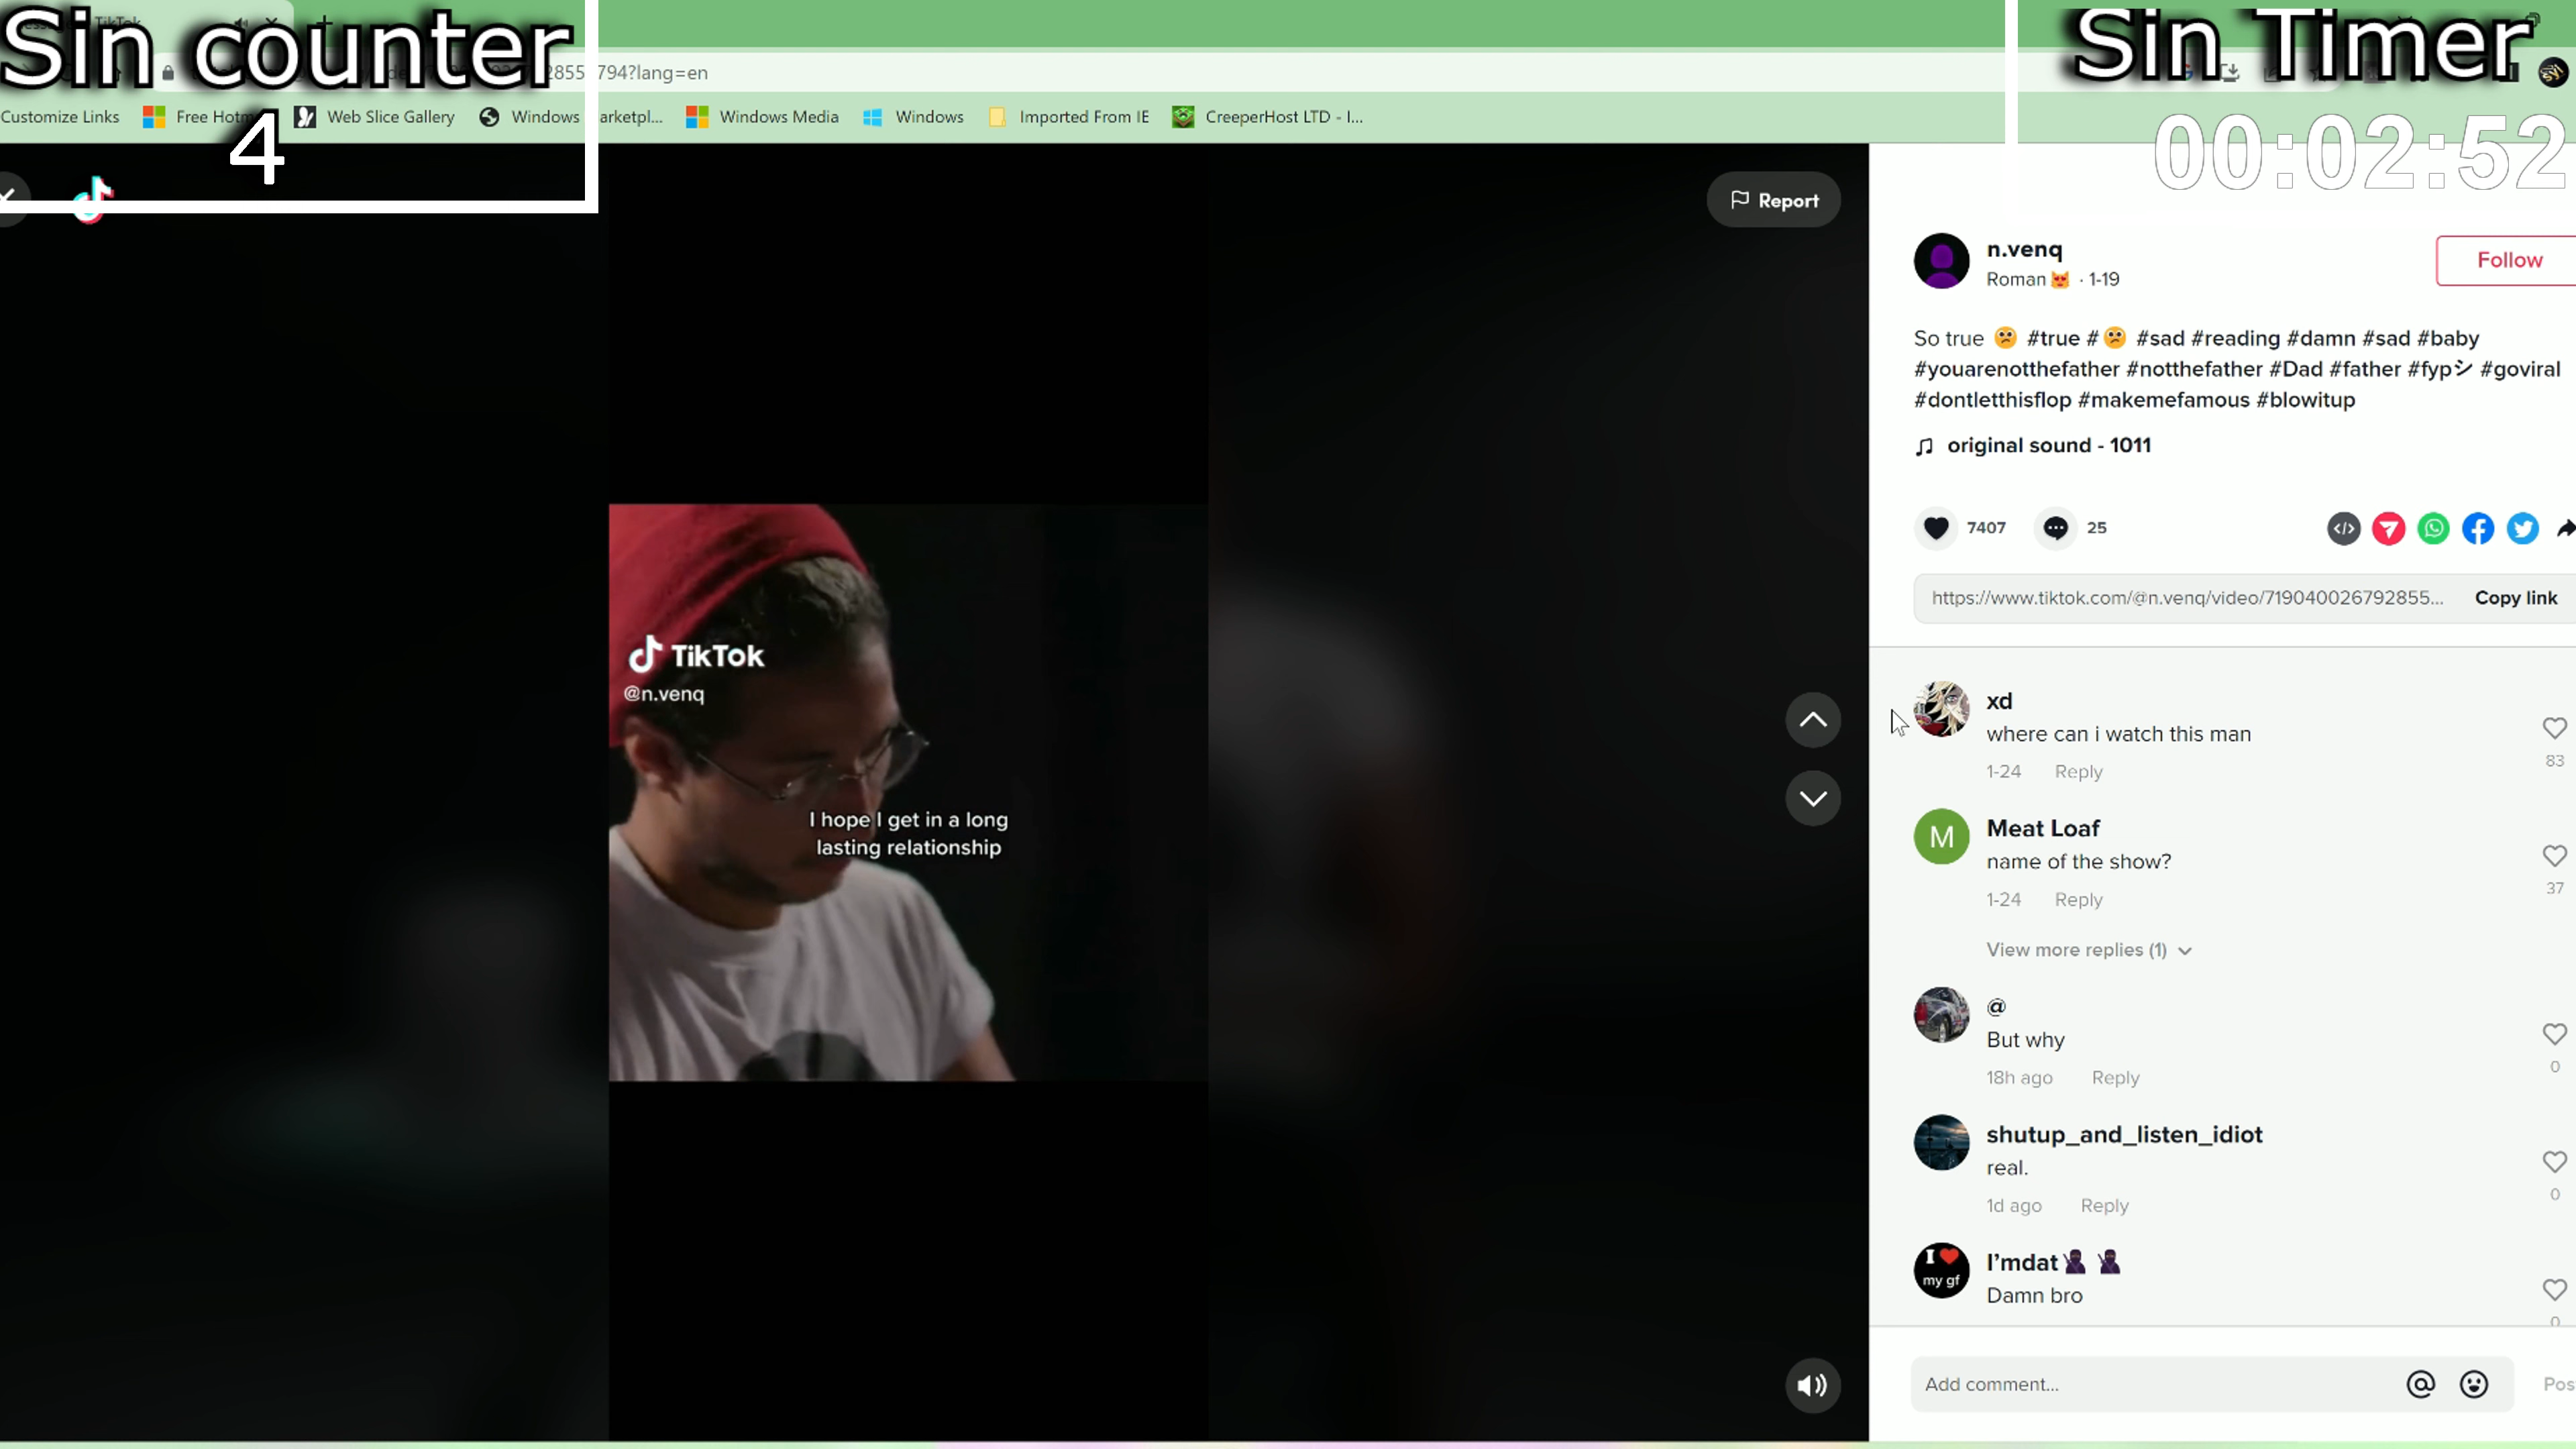 Sin counter
4
Sin Timer
00:02:52
TikTok
794?lang=en
Customize Links
Free Hotm
Web Slice Gallery
Windows
arketpl...
Windows Media
Windows
Imported From IE
CreeperHost LTD - I...
Report
TikTok
@n.venq
I hope I get in a long
lasting relationship
n.venq
Roman😻 · 1-19
Follow
So true 😕 #true #😕 #sad #reading #damn #sad #baby
#youarenotthefather #notthefather #Dad #father #fypシ #goviral
#dontletthisflop #makemefamous #blowitup
original sound - 1011
7407
25
https://www.tiktok.com/@n.venq/video/719040026792855...
Copy link
xd
where can i watch this man
1-24 Reply
83
M
Meat Loaf
name of the show?
1-24 Reply
37
View more replies (1)
@
But why
18h ago Reply
0
shutup_and_listen_idiot
real.
1d ago Reply
0
I ❤ my gf
I'mdat🥷🥷
Damn bro
0
Add comment...
Pos